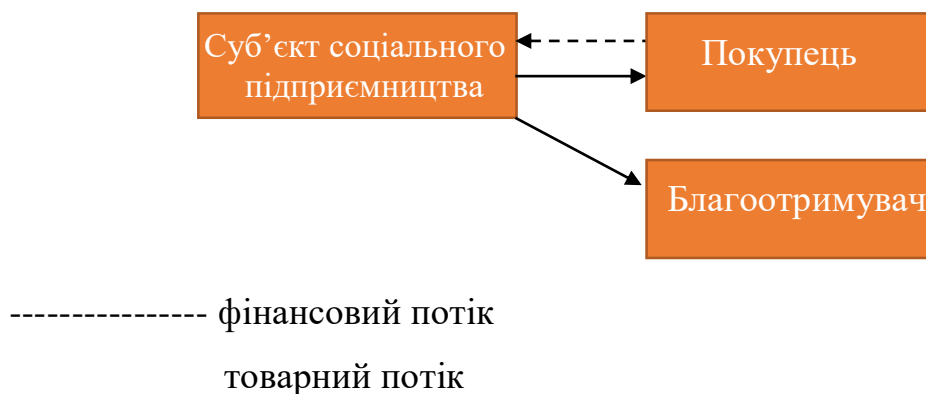 Суб’єкт соціального
підприємництва
Покупець
Благоотримувач
---------------- фінансовий потік
товарний потік